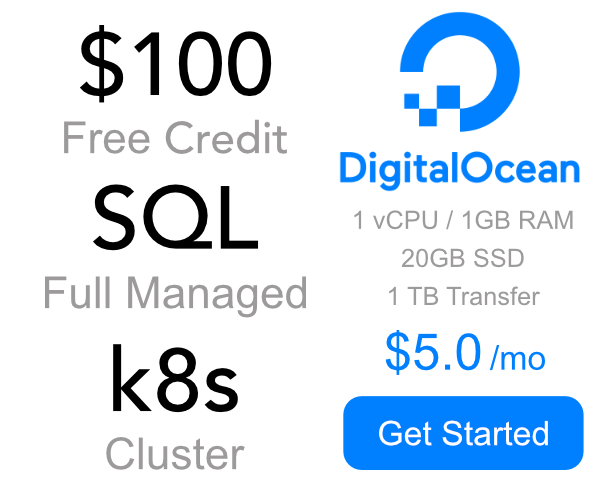 $100
Free Credit
SQL
Full Managed
k8s
Cluster
DigitalOcean
1 vCPU / 1GB RAM
20GB SSD
1 TB Transfer
$5.0 /mo
Get Started